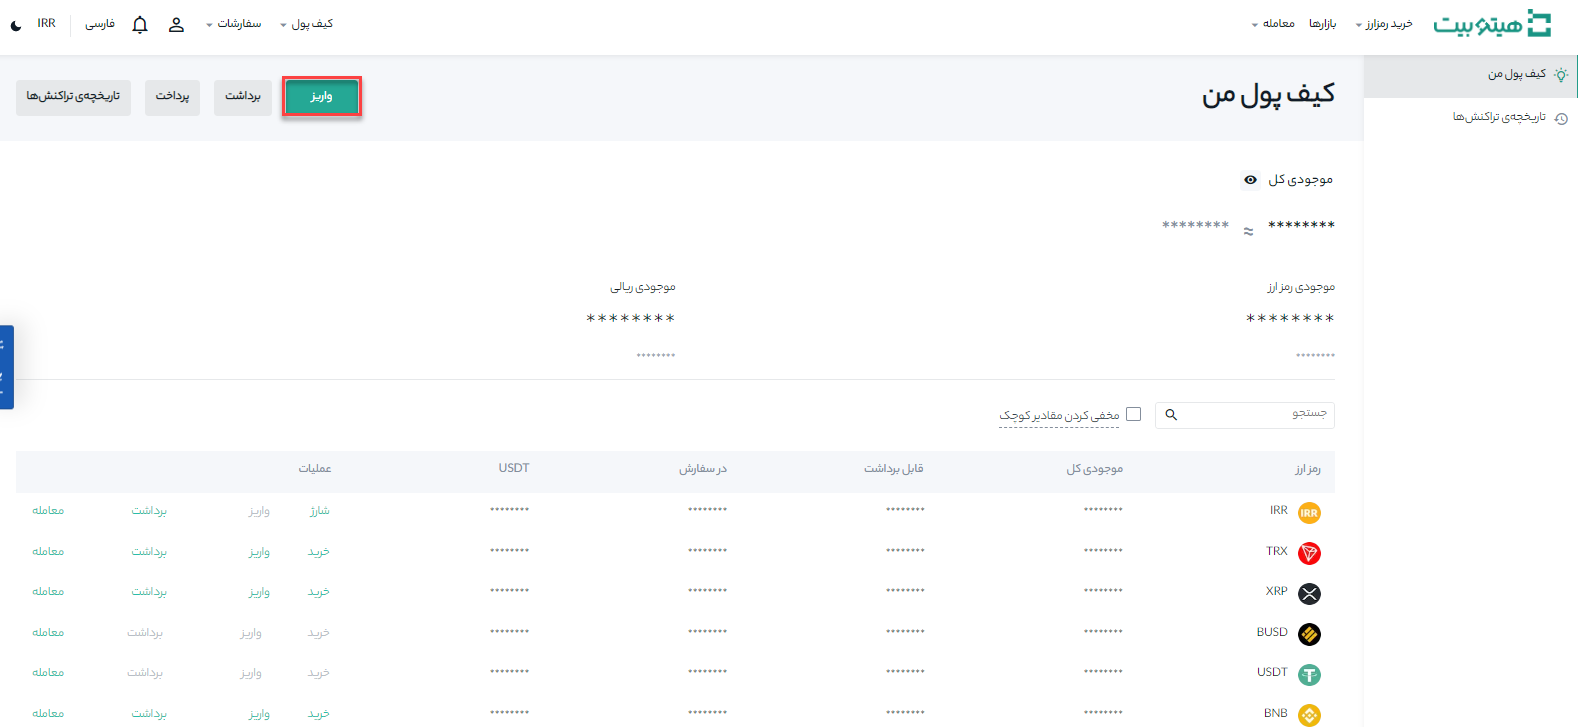 هیتوبیت
خرید رمزارز
بازارها
معامله
کیف پول
سفارشات
فارسی
IRR
کیف پول من
تاریخچه‌ی تراکنش‌ها
کیف پول من
واریز
برداشت
پرداخت
تاریخچه‌ی تراکنش‌ها
موجودی کل
******** ≈ ********
موجودی رمز ارز
موجودی ریالی
******** ********
******** ********
جستجو
مخفی کردن مقادیر کوچک
رمز ارز موجودی کل قابل برداشت در سفارش USDT عملیات
IRR IRR ******** ******** ******** ******** شارژ واریز برداشت معامله
TRX ******** ******** ******** ******** خرید واریز برداشت معامله
XRP ******** ******** ******** ******** خرید واریز برداشت معامله
BUSD ******** ******** ******** ******** خرید واریز برداشت معامله
USDT ******** ******** ******** ******** خرید واریز برداشت معامله
BNB ******** ******** ******** ******** خرید واریز برداشت معامله